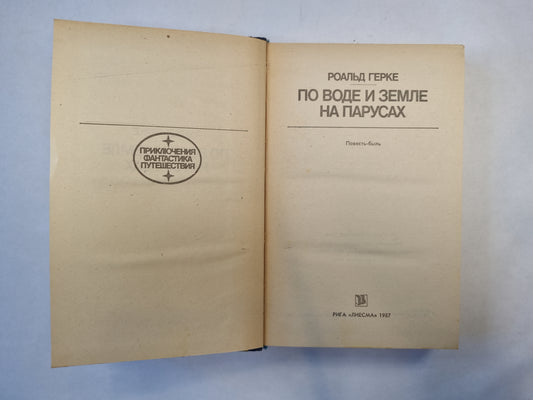 ПРИКЛЮЧЕНИЯ
ФАНТАСТИКА
ПУТЕШЕСТВИЯ
РОАЛЬД ГЕРКЕ
ПО ВОДЕ И ЗЕМЛЕ
НА ПАРУСАХ
Повесть-быль
РИГА «ЛИЕСМА» 1987